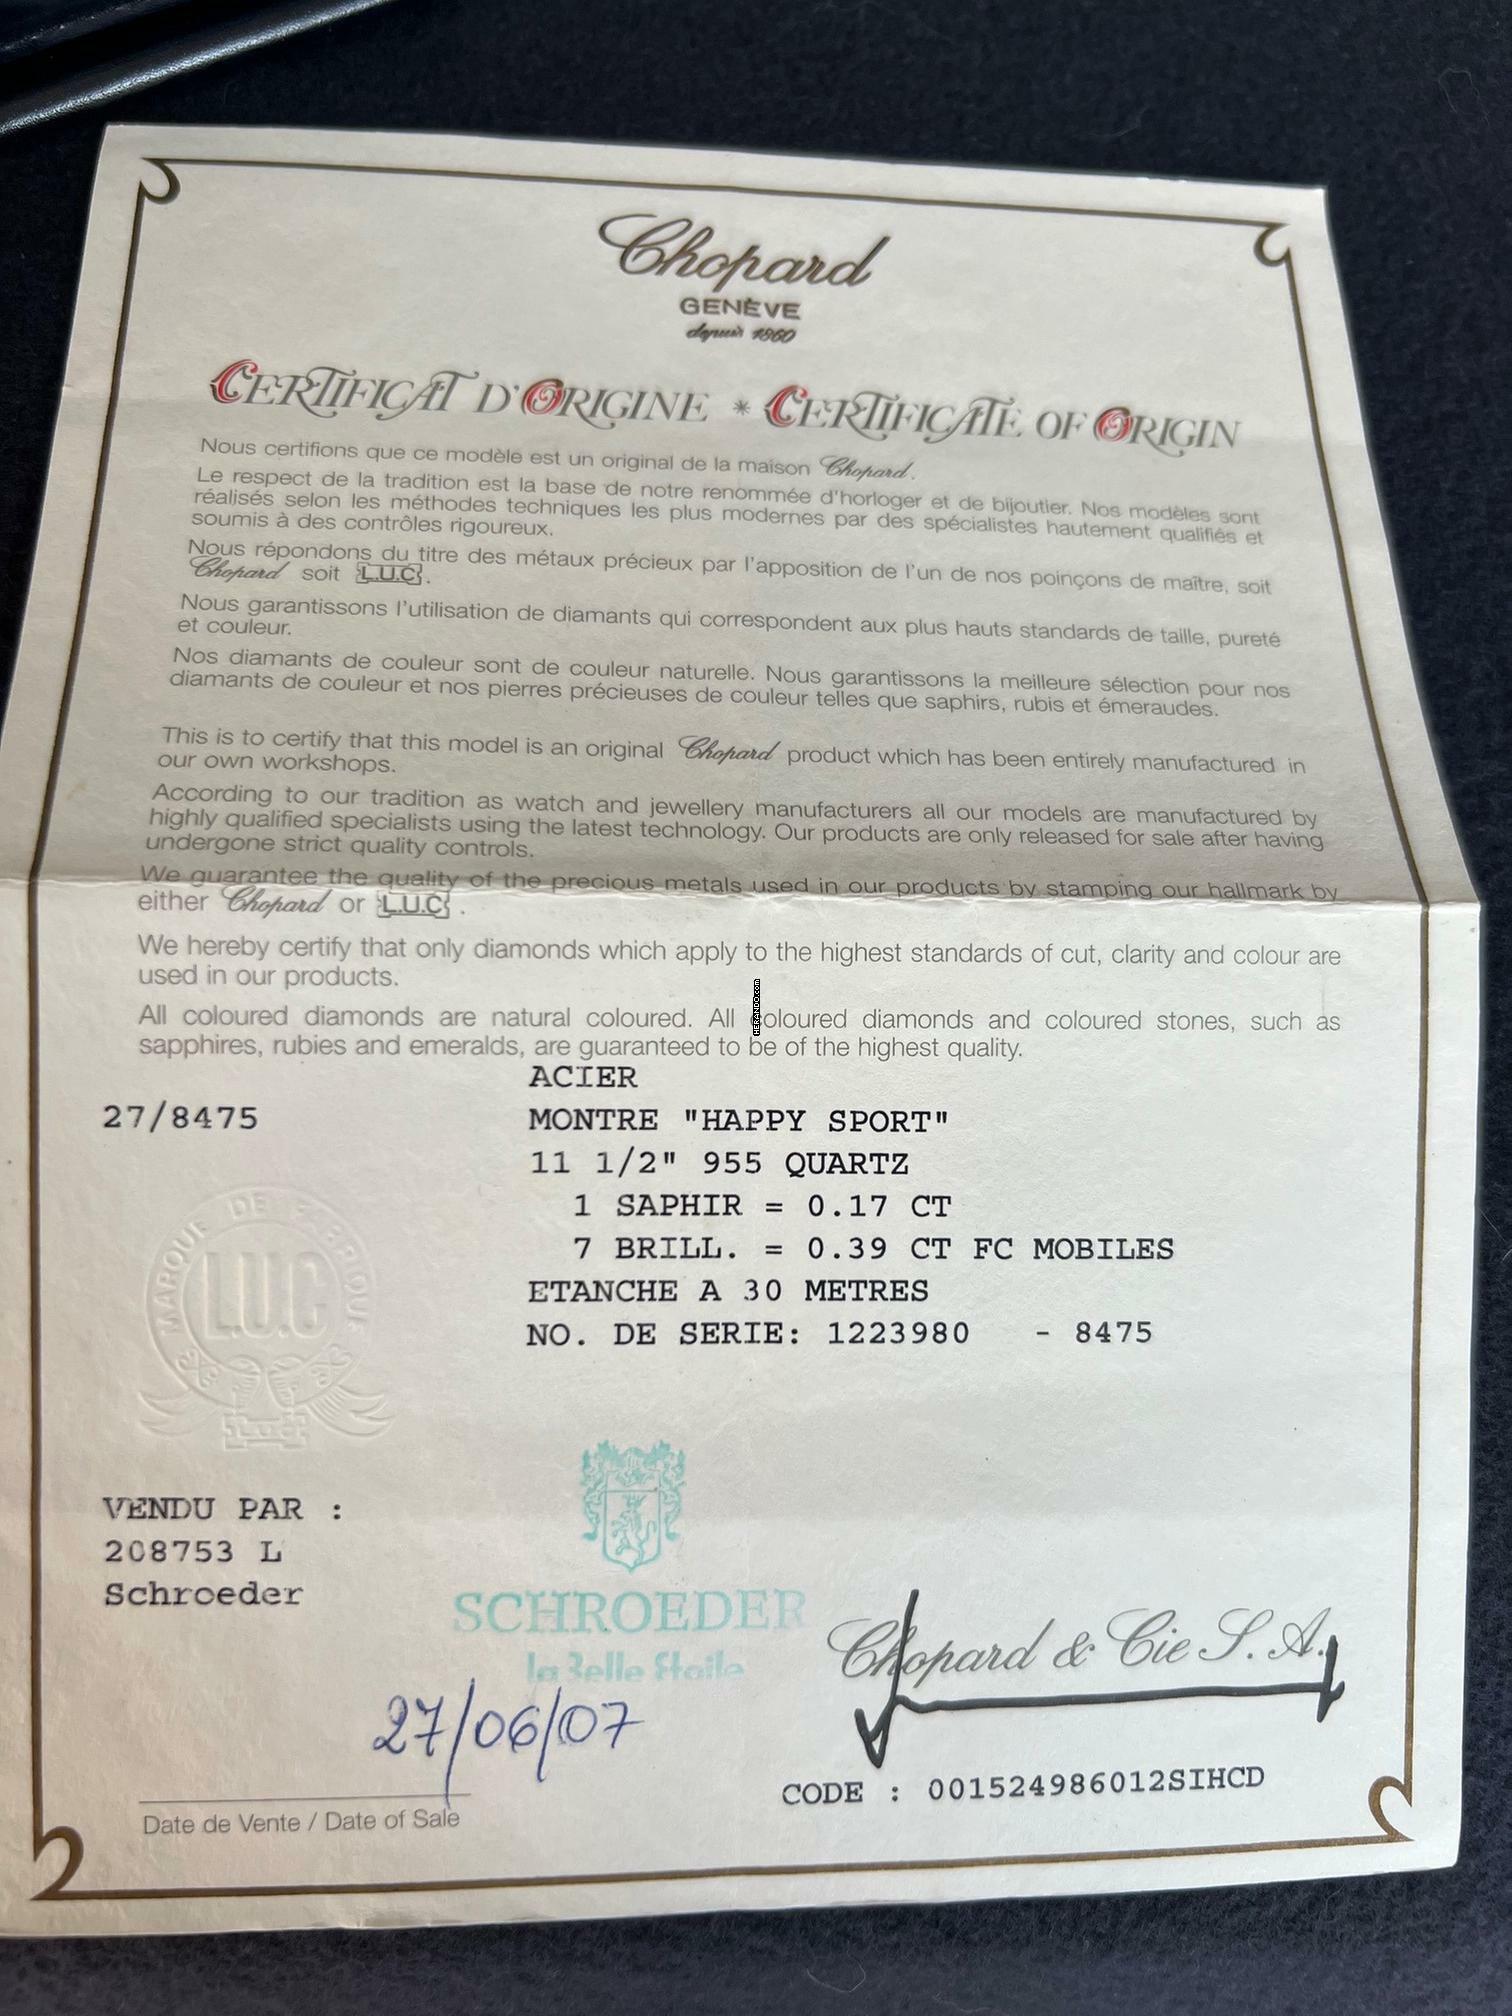 Chopard
GENÈVE
depuis 1860
CERTIFICAT D'ORIGINE * CERTIFICATE OF ORIGIN
Nous certifions que ce modèle est un original de la maison Chopard.
Le respect de la tradition est la base de notre renommée d'horloger et de bijoutier. Nos modèles sont
réalisés selon les méthodes techniques les plus modernes par des spécialistes hautement qualifiés et
soumis à des contrôles rigoureux.
Nous répondons du titre des métaux précieux par l'apposition de l'un de nos poinçons de maître, soit
Chopard soit L.U.C.
Nous garantissons l'utilisation de diamants qui correspondent aux plus hauts standards de taille, pureté
et couleur.
Nos diamants de couleur sont de couleur naturelle. Nous garantissons la meilleure sélection pour nos
diamants de couleur et nos pierres précieuses de couleur telles que saphirs, rubis et émeraudes.
This is to certify that this model is an original Chopard product which has been entirely manufactured in
our own workshops.
According to our tradition as watch and jewellery manufacturers all our models are manufactured by
highly qualified specialists using the latest technology. Our products are only released for sale after having
undergone strict quality controls.
We guarantee the quality of the precious metals used in our products by stamping our hallmark by
either Chopard or L.U.C.
We hereby certify that only diamonds which apply to the highest standards of cut, clarity and colour are
used in our products.
All coloured diamonds are natural coloured. All coloured diamonds and coloured stones, such as
sapphires, rubies and emeralds, are guaranteed to be of the highest quality.
HERANDO.com
ACIER
27/8475 MONTRE "HAPPY SPORT"
11 1/2" 955 QUARTZ
1 SAPHIR = 0.17 CT
7 BRILL. = 0.39 CT FC MOBILES
ETANCHE A 30 METRES
NO. DE SERIE: 1223980 - 8475
MARQUE DE FABRIQUE
L.U.C
L.U.C
VENDU PAR :
208753 L
Schroeder
SCHROEDER
la Belle Etoile
Chopard & Cie S.A.
27/06/07
CODE : 001524986012SIHCD
Date de Vente / Date of Sale